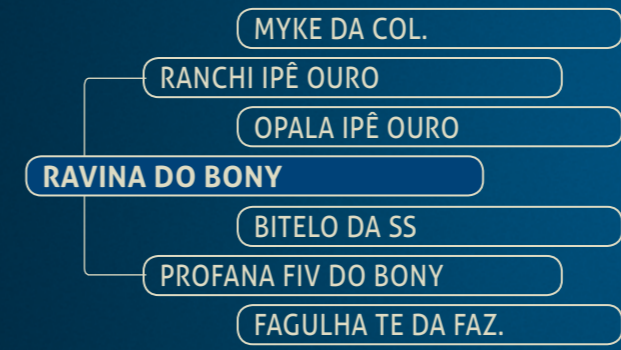 MYKE DA COL.
RANCHI IPÊ OURO
OPALA IPÊ OURO
RAVINA DO BONY
BITELO DA SS
PROFANA FIV DO BONY
FAGULHA TE DA FAZ.